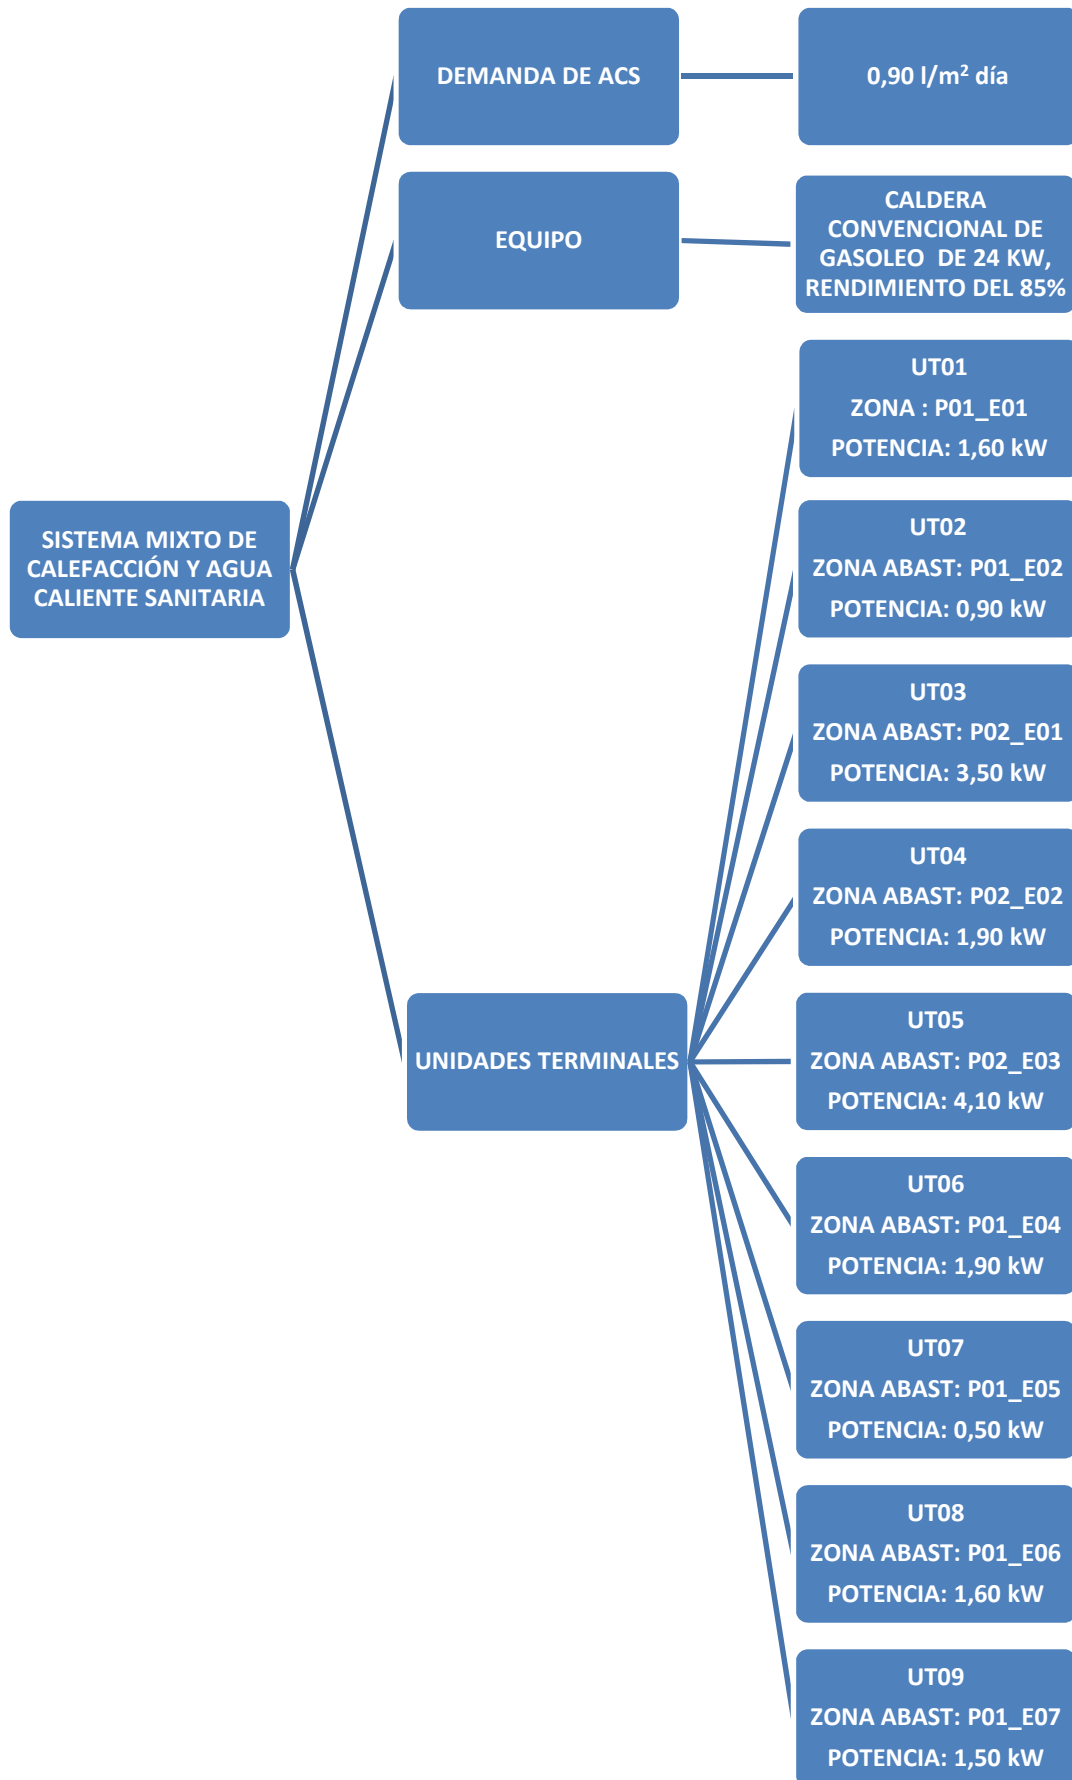 DEMANDA DE ACS
0,90 l/m² día
EQUIPO
CALDERA
CONVENCIONAL DE
GASOLEO DE 24 KW,
RENDIMIENTO DEL 85%
SISTEMA MIXTO DE
CALEFACCIÓN Y AGUA
CALIENTE SANITARIA
UNIDADES TERMINALES
UT01
ZONA : P01_E01
POTENCIA: 1,60 kW
UT02
ZONA ABAST: P01_E02
POTENCIA: 0,90 kW
UT03
ZONA ABAST: P02_E01
POTENCIA: 3,50 kW
UT04
ZONA ABAST: P02_E02
POTENCIA: 1,90 kW
UT05
ZONA ABAST: P02_E03
POTENCIA: 4,10 kW
UT06
ZONA ABAST: P01_E04
POTENCIA: 1,90 kW
UT07
ZONA ABAST: P01_E05
POTENCIA: 0,50 kW
UT08
ZONA ABAST: P01_E06
POTENCIA: 1,60 kW
UT09
ZONA ABAST: P01_E07
POTENCIA: 1,50 kW